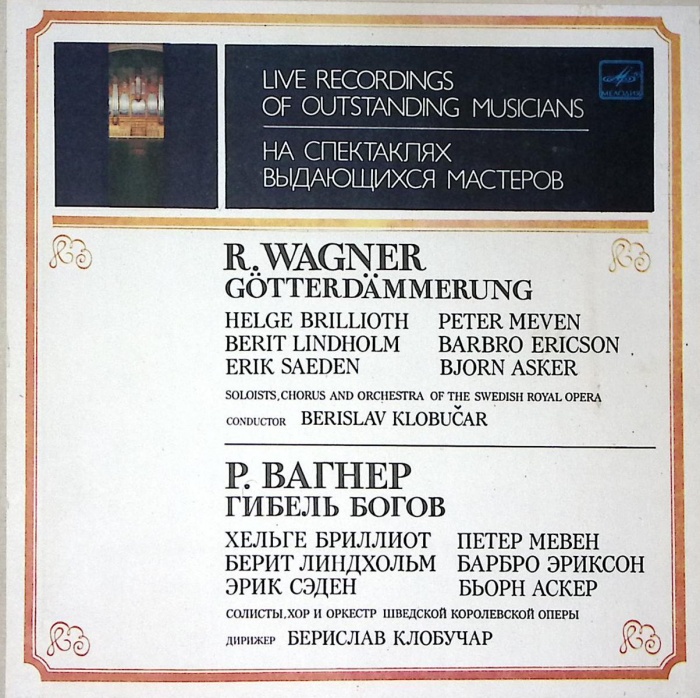 LIVE RECORDINGS
OF OUTSTANDING MUSICIANS
МЕЛОДИЯ
НА СПЕКТАКЛЯХ
ВЫДАЮЩИХСЯ МАСТЕРОВ
R. WAGNER
GÖTTERDÄMMERUNG
HELGE BRILLIOTH PETER MEVEN
BERIT LINDHOLM BARBRO ERICSON
ERIK SAEDEN BJORN ASKER
SOLOISTS, CHORUS AND ORCHESTRA OF THE SWEDISH ROYAL OPERA
CONDUCTOR BERISLAV KLOBUČAR
Р. ВАГНЕР
ГИБЕЛЬ БОГОВ
ХЕЛЬГЕ БРИЛЛИОТ ПЕТЕР МЕВЕН
БЕРИТ ЛИНДХОЛЬМ БАРБРО ЭРИКСОН
ЭРИК СЭДЕН БЬОРН АСКЕР
СОЛИСТЫ, ХОР И ОРКЕСТР ШВЕДСКОЙ КОРОЛЕВСКОЙ ОПЕРЫ
ДИРИЖЕР БЕРИСЛАВ КЛОБУЧАР